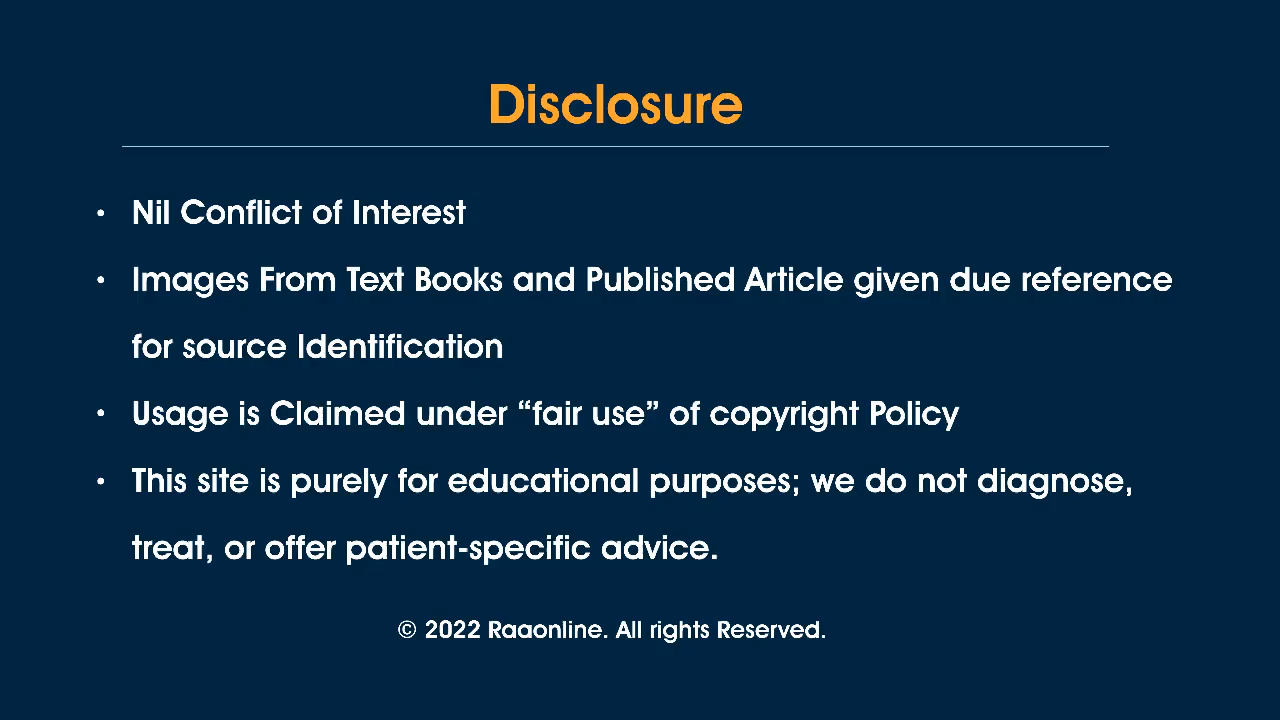 Disclosure
• Nil Conflict of Interest
• Images From Text Books and Published Article given due reference
for source Identification
• Usage is Claimed under “fair use” of copyright Policy
• This site is purely for educational purposes; we do not diagnose,
treat, or offer patient-specific advice.
© 2022 Raaonline. All rights Reserved.